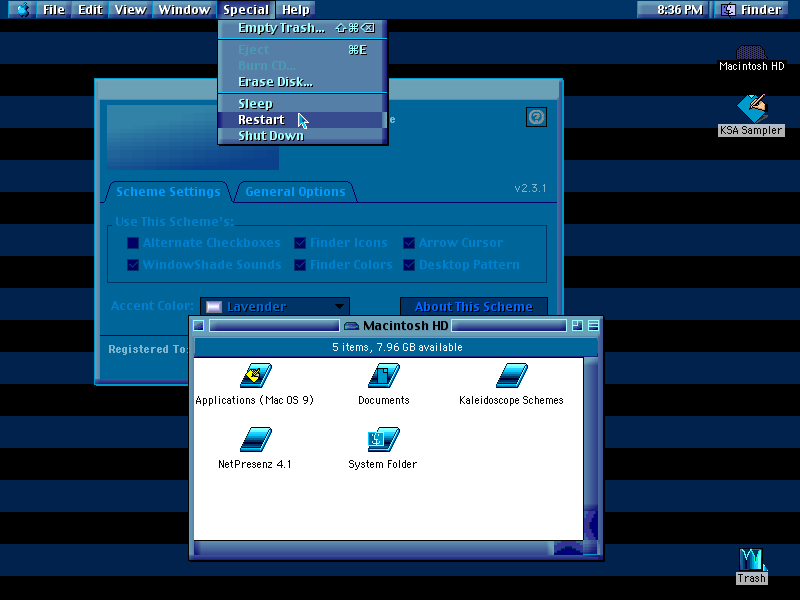 File Edit View Window Special Help 8:36 PM Finder
Empty Trash... ⇧⌘⌫
Eject ⌘E
Burn CD...
Erase Disk...
Sleep
Restart
Shut Down
Macintosh HD
KSA Sampler
Scheme Settings General Options v2.3.1
Use This Scheme's:
Alternate Checkboxes Finder Icons Arrow Cursor
WindowShade Sounds Finder Colors Desktop Pattern
Accent Color: Lavender About This Scheme
Registered To:
Macintosh HD
5 items, 7.96 GB available
Applications (Mac OS 9) Documents Kaleidoscope Schemes
NetPresenz 4.1 System Folder
Trash